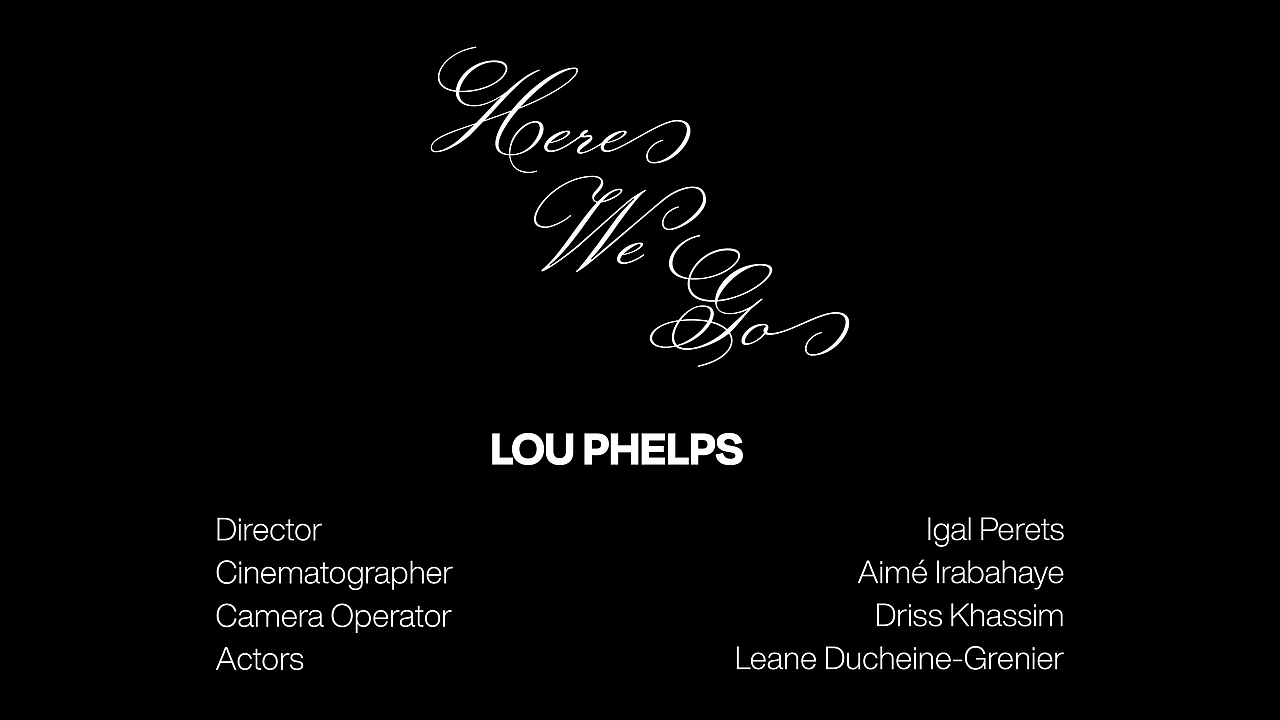 Here
We Go
LOU PHELPS
Director Igal Perets
Cinematographer Aimé Irabahaye
Camera Operator Driss Khassim
Actors Leane Ducheine-Grenier